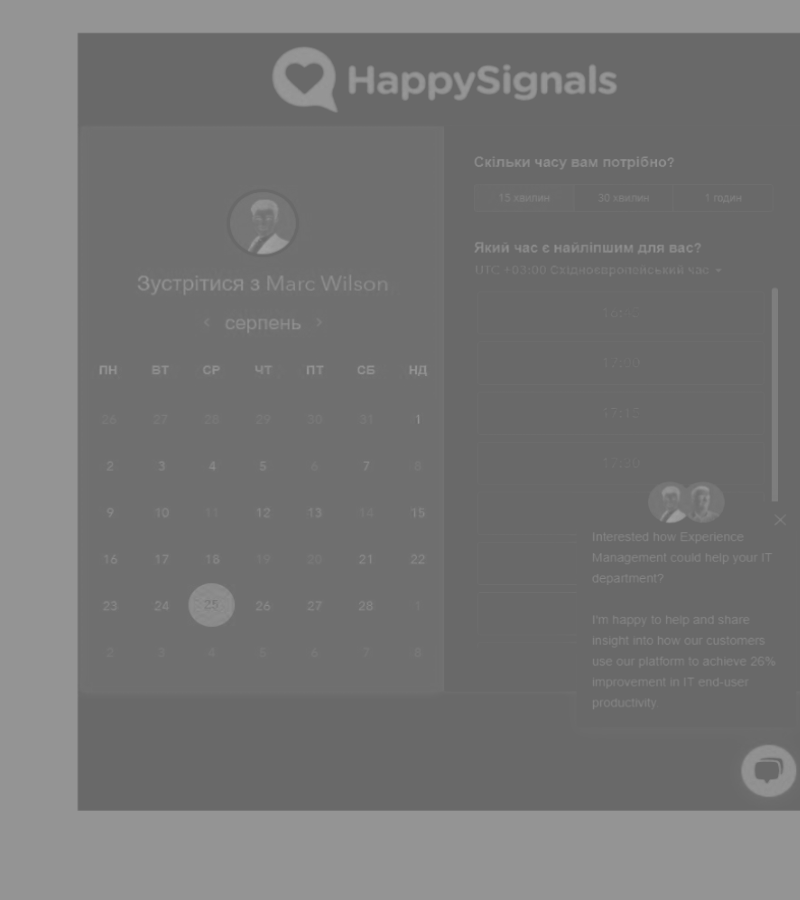 HappySignals
Зустрітися з Marc Wilson
серпень
ПН ВТ СР ЧТ ПТ СБ НД
26 27 28 29 30 31 1
2 3 4 5 6 7 8
9 10 11 12 13 14 15
16 17 18 19 20 21 22
23 24 25 26 27 28 1
2 3 4 5 6 7 8
Скільки часу вам потрібно?
15 хвилин 30 хвилин 1 годин
Який час є найліпшим для вас?
UTC +03:00 Східноєвропейський час
16:45
17:00
17:15
17:30
Interested how Experience
Management could help your IT
department?
I'm happy to help and share
insight into how our customers
use our platform to achieve 26%
improvement in IT end-user
productivity